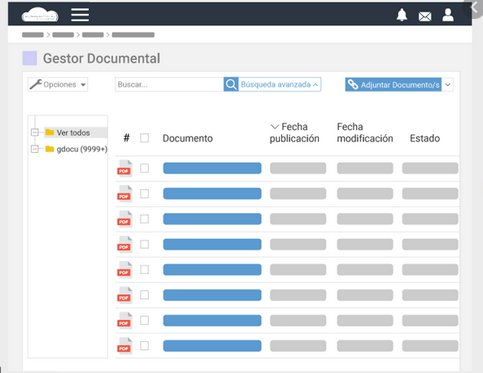 Gestor Documental
Opciones
Buscar...
Búsqueda avanzada
Adjuntar Documento/s
Ver todos
gdocu (9999+)
# Documento Fecha publicación Fecha modificación Estado
PDF
PDF
PDF
PDF
PDF
PDF
PDF
PDF